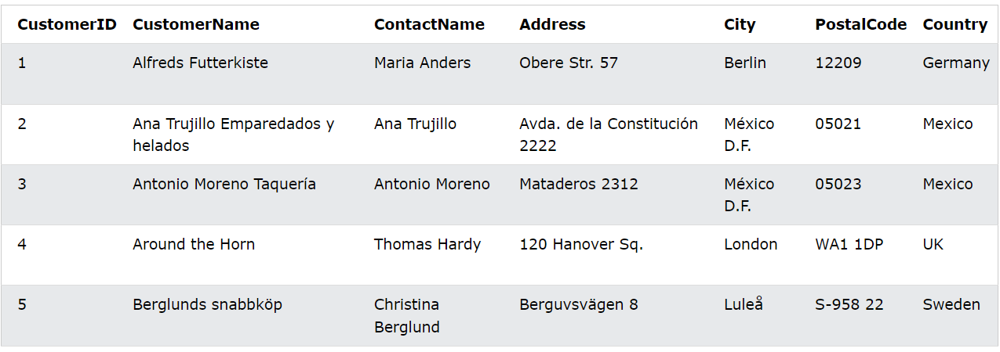 CustomerID CustomerName ContactName Address City PostalCode Country
1 Alfreds Futterkiste Maria Anders Obere Str. 57 Berlin 12209 Germany
2 Ana Trujillo Emparedados y Ana Trujillo Avda. de la Constitución México 05021 Mexico
helados 2222 D.F.
3 Antonio Moreno Taquería Antonio Moreno Mataderos 2312 México 05023 Mexico
D.F.
4 Around the Horn Thomas Hardy 120 Hanover Sq. London WA1 1DP UK
5 Berglunds snabbköp Christina Berguvsvägen 8 Luleå S-958 22 Sweden
Berglund